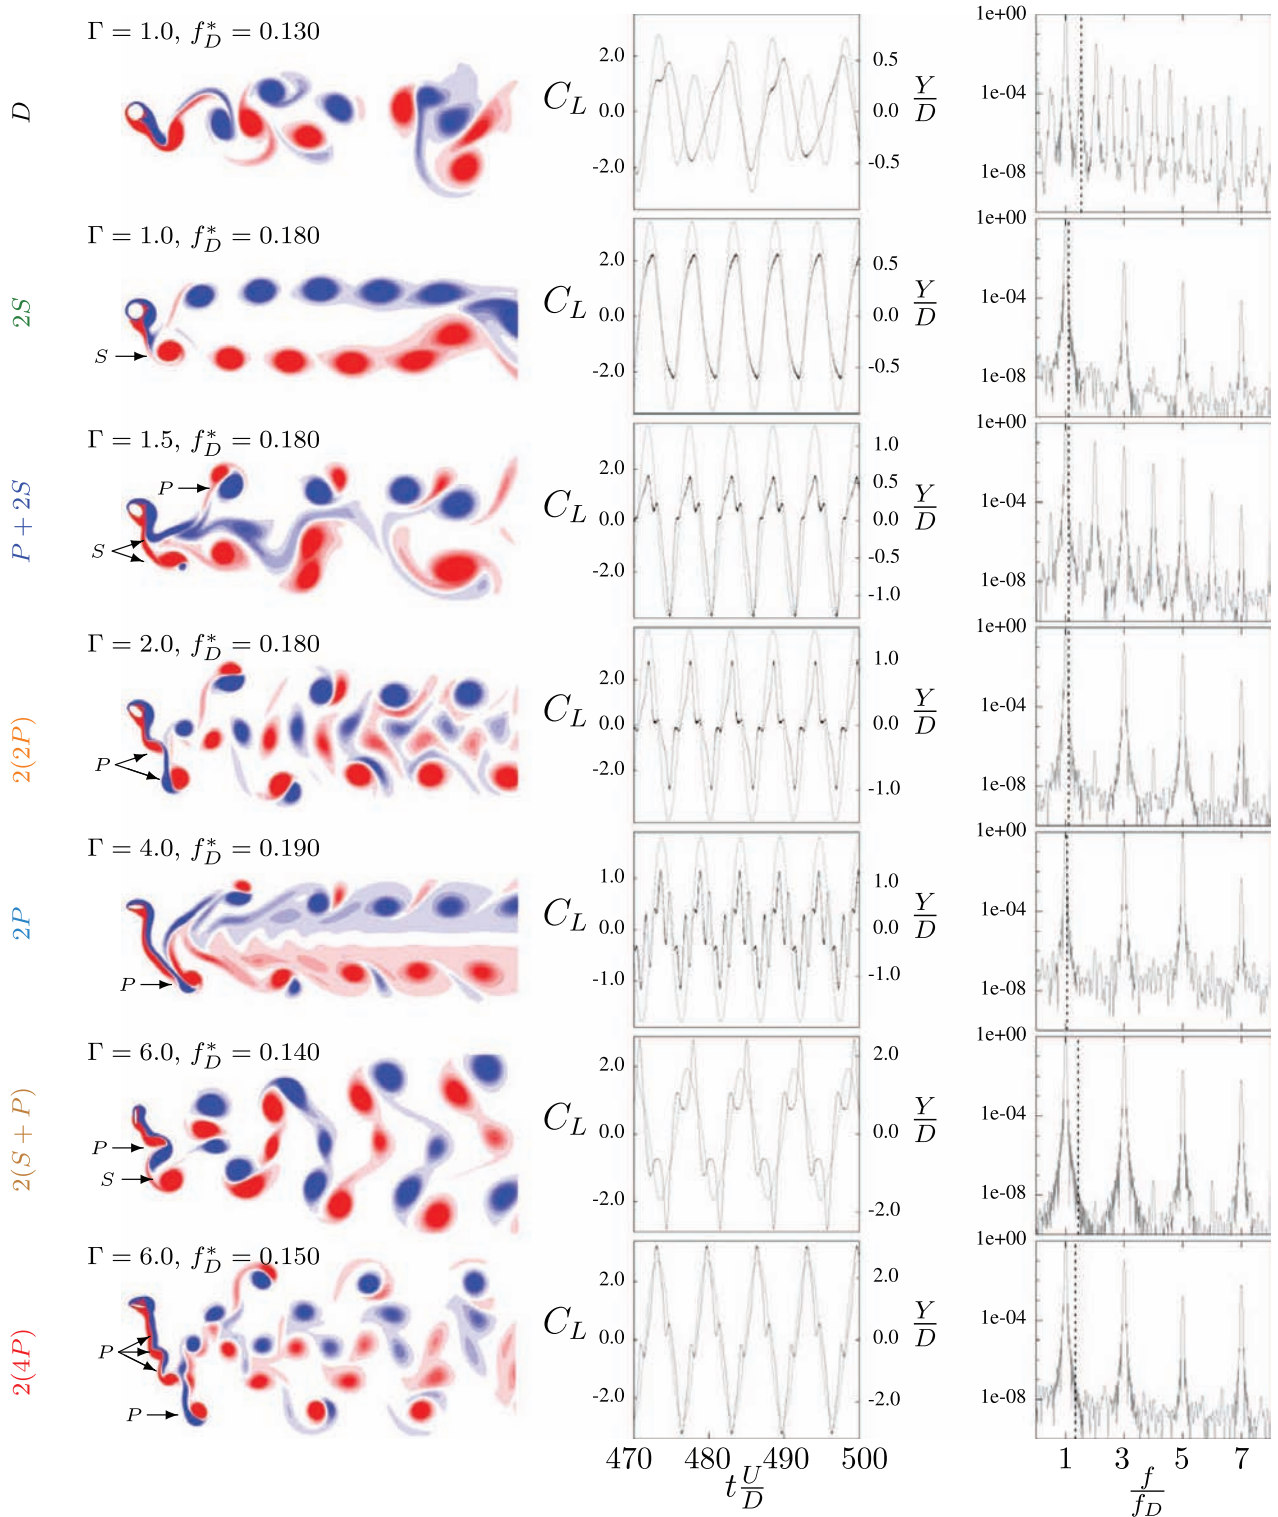 D
Γ = 1.0, f*_D = 0.130
C_L
2.0
0.0
-2.0
0.5
0.0
-0.5
Y/D
1e+00
1e-04
1e-08
2S
Γ = 1.0, f*_D = 0.180
S
C_L
2.0
0.0
-2.0
0.5
0.0
-0.5
Y/D
1e+00
1e-04
1e-08
P + 2S
Γ = 1.5, f*_D = 0.180
P
S
C_L
2.0
0.0
-2.0
1.0
0.5
0.0
-0.5
-1.0
Y/D
1e+00
1e-04
1e-08
2(2P)
Γ = 2.0, f*_D = 0.180
P
C_L
2.0
0.0
-2.0
1.0
0.0
-1.0
Y/D
1e+00
1e-04
1e-08
2P
Γ = 4.0, f*_D = 0.190
P
C_L
1.0
0.0
-1.0
1.0
0.0
-1.0
Y/D
1e+00
1e-04
1e-08
2(S + P)
Γ = 6.0, f*_D = 0.140
P
S
C_L
2.0
0.0
-2.0
2.0
0.0
-2.0
Y/D
1e+00
1e-04
1e-08
2(4P)
Γ = 6.0, f*_D = 0.150
P
P
C_L
2.0
0.0
-2.0
2.0
0.0
-2.0
Y/D
1e+00
1e-04
1e-08
470 480 490 500
t U/D
1 3 5 7
f/f_D